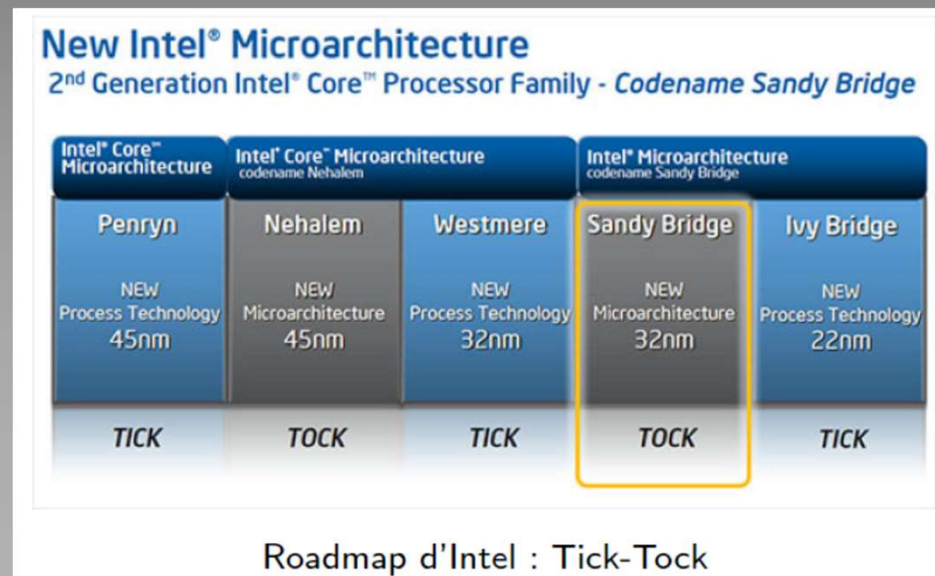 New Intel® Microarchitecture
2nd Generation Intel® Core™ Processor Family - Codename Sandy Bridge
Intel® Core™
Microarchitecture
Intel® Core™ Microarchitecture
codename Nehalem
Intel® Microarchitecture
codename Sandy Bridge
Penryn
NEW
Process Technology
45nm
TICK
Nehalem
NEW
Microarchitecture
45nm
TOCK
Westmere
NEW
Process Technology
32nm
TICK
Sandy Bridge
NEW
Microarchitecture
32nm
TOCK
Ivy Bridge
NEW
Process Technology
22nm
TICK
Roadmap d'Intel : Tick-Tock